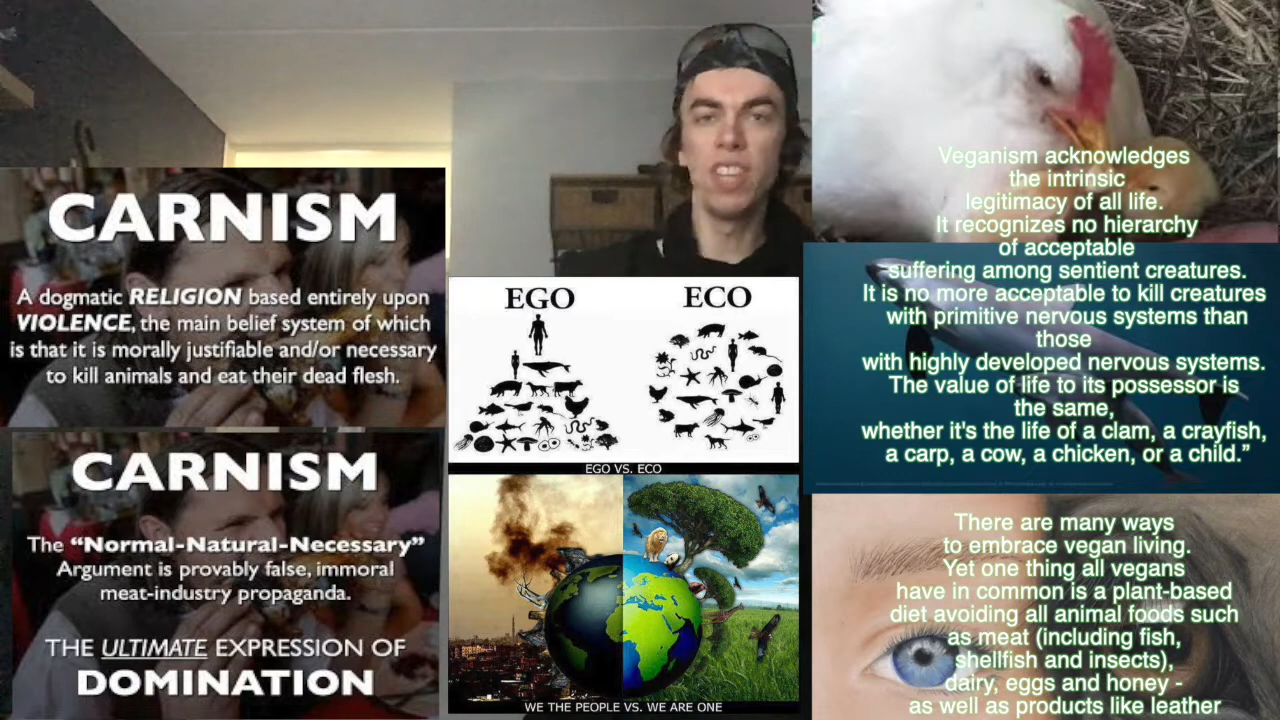 CARNISM
A dogmatic RELIGION based entirely upon
VIOLENCE, the main belief system of which
is that it is morally justifiable and/or necessary
to kill animals and eat their dead flesh.
CARNISM
The “Normal-Natural-Necessary”
Argument is provably false, immoral
meat-industry propaganda.
THE ULTIMATE EXPRESSION OF
DOMINATION
EGO
ECO
EGO VS. ECO
WE THE PEOPLE VS. WE ARE ONE
Veganism acknowledges
the intrinsic
legitimacy of all life.
It recognizes no hierarchy
of acceptable
suffering among sentient creatures.
It is no more acceptable to kill creatures
with primitive nervous systems than
those
with highly developed nervous systems.
The value of life to its possessor is
the same,
whether it's the life of a clam, a crayfish,
a carp, a cow, a chicken, or a child.”
There are many ways
to embrace vegan living.
Yet one thing all vegans
have in common is a plant-based
diet avoiding all animal foods such
as meat (including fish,
shellfish and insects),
dairy, eggs and honey -
as well as products like leather